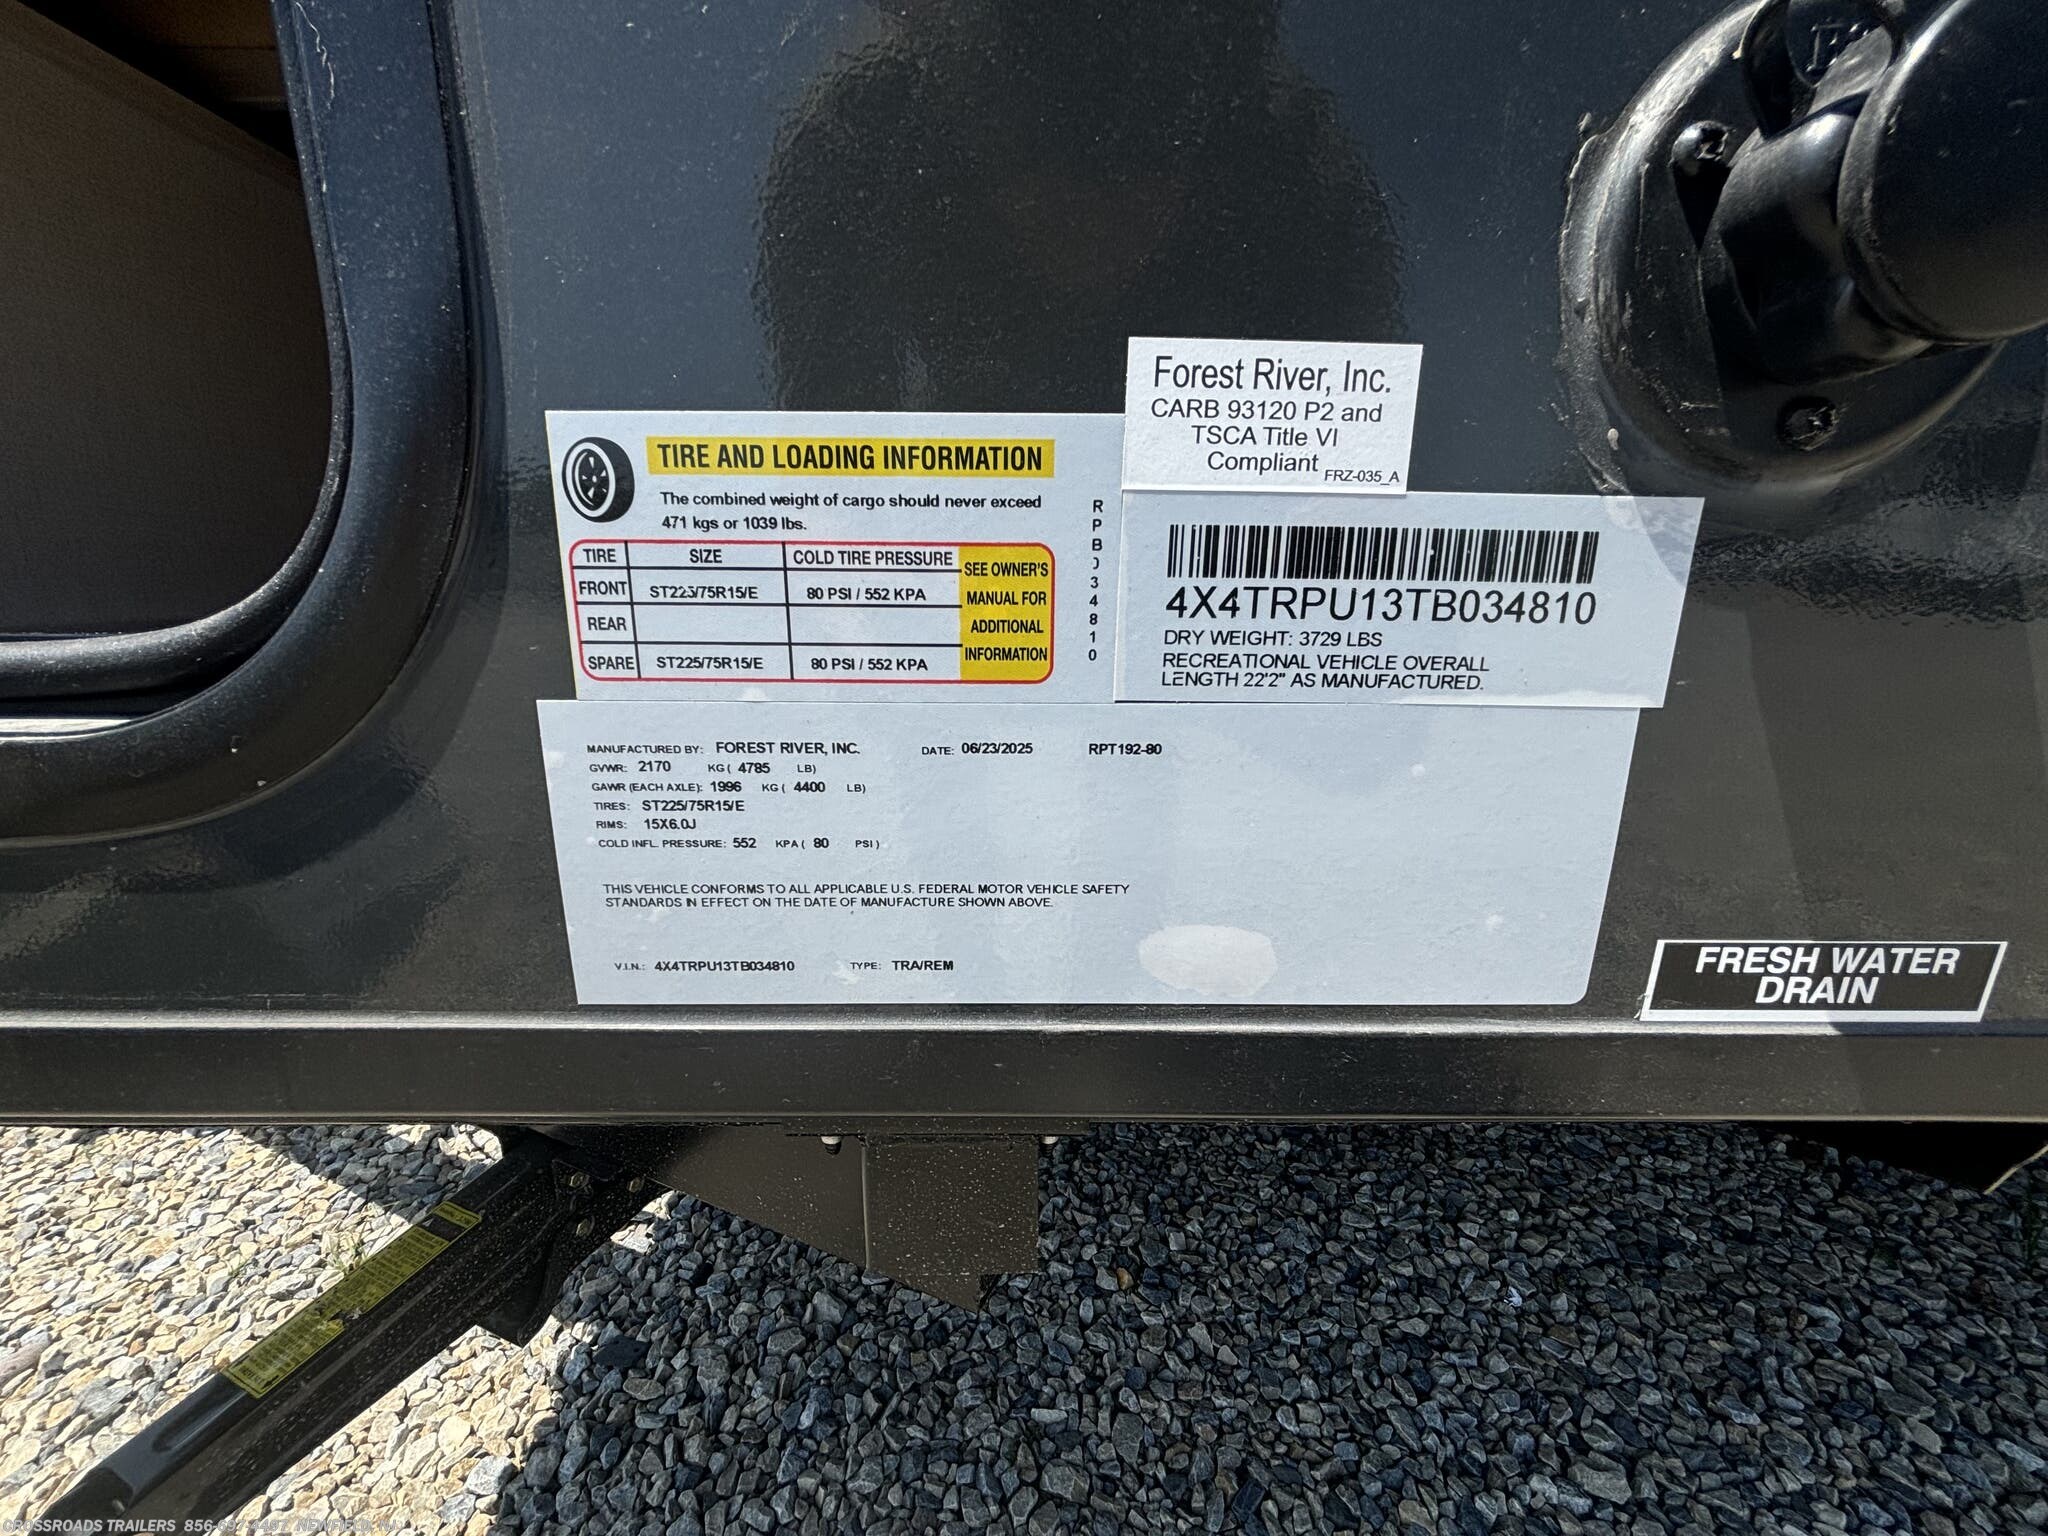 Forest River, Inc.
CARB 93120 P2 and
TSCA Title VI
Compliant
FRZ-035_A
TIRE AND LOADING INFORMATION
The combined weight of cargo should never exceed
471 kgs or 1039 lbs.
TIRE SIZE COLD TIRE PRESSURE
FRONT ST225/75R15/E 80 PSI / 552 KPA
REAR
SPARE ST225/75R15/E 80 PSI / 552 KPA
SEE OWNER'S
MANUAL FOR
ADDITIONAL
INFORMATION
RPB034810
4X4TRPU13TB034810
DRY WEIGHT: 3729 LBS
RECREATIONAL VEHICLE OVERALL
LENGTH 22'2" AS MANUFACTURED.
MANUFACTURED BY: FOREST RIVER, INC. DATE: 06/23/2025 RPT192-80
GVWR: 2170 KG ( 4785 LB)
GAWR (EACH AXLE): 1996 KG ( 4400 LB)
TIRES: ST225/75R15/E
RIMS: 15X6.0J
COLD INFL. PRESSURE: 552 KPA ( 80 PSI )
THIS VEHICLE CONFORMS TO ALL APPLICABLE U.S. FEDERAL MOTOR VEHICLE SAFETY
STANDARDS IN EFFECT ON THE DATE OF MANUFACTURE SHOWN ABOVE.
V.I.N.: 4X4TRPU13TB034810 TYPE: TRA/REM
FRESH WATER
DRAIN
CROSSROADS TRAILERS NEWFIELD, NJ